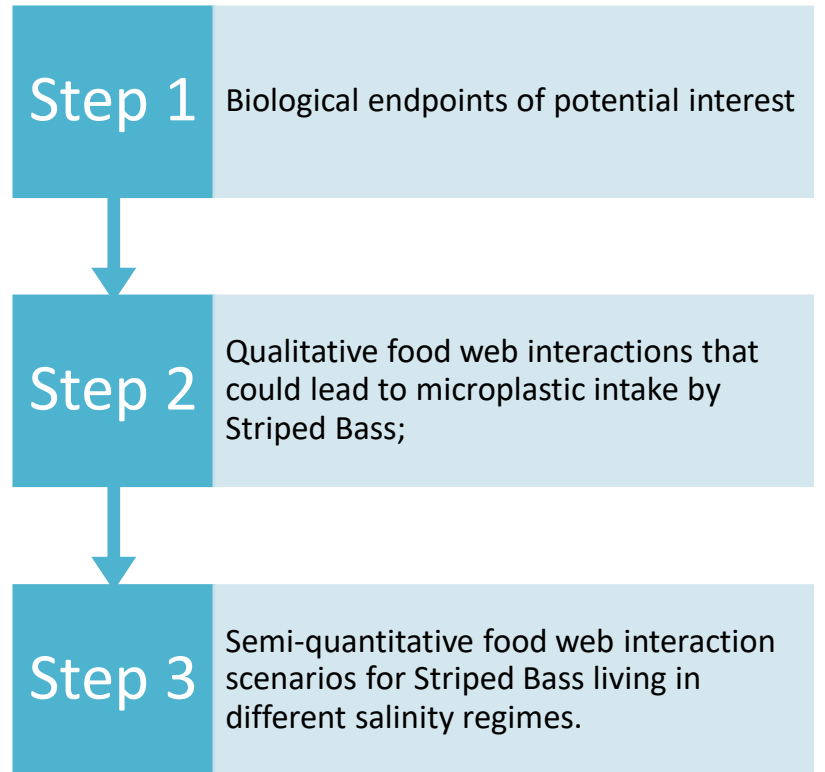 Step 1
Biological endpoints of potential interest
Step 2
Qualitative food web interactions that
could lead to microplastic intake by
Striped Bass;
Step 3
Semi-quantitative food web interaction
scenarios for Striped Bass living in
different salinity regimes.